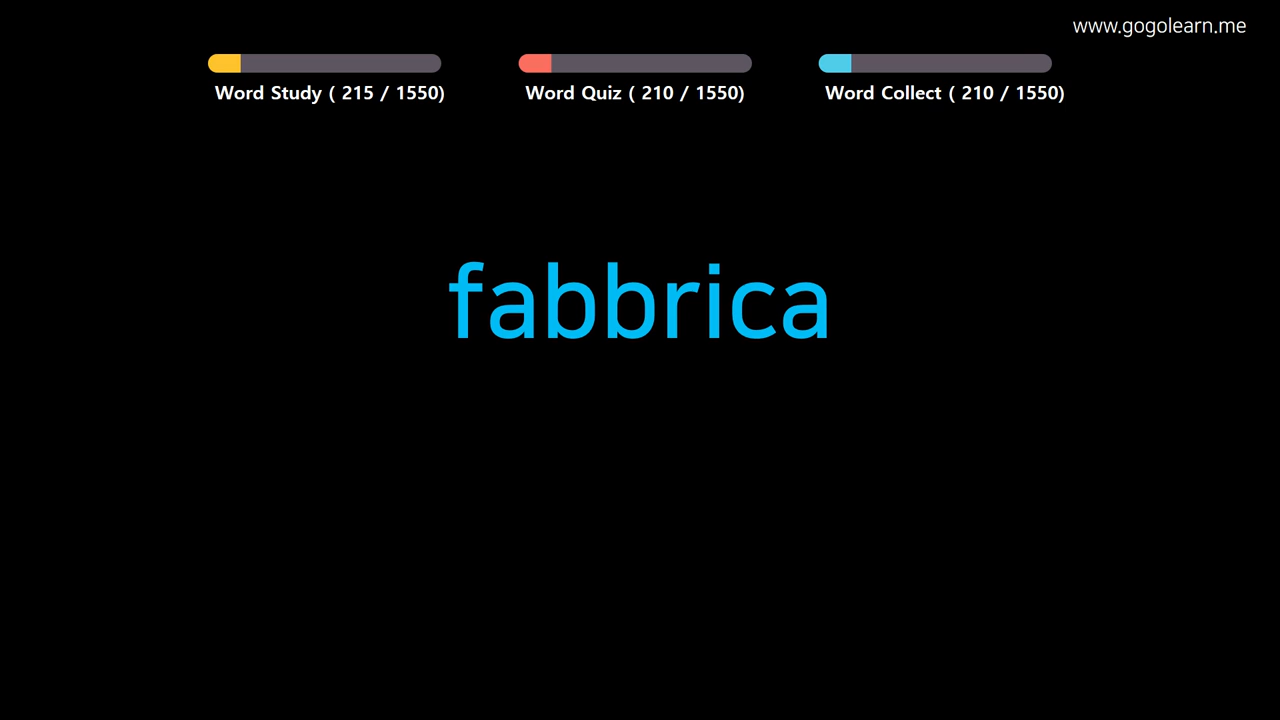 www.gogolearn.me
Word Study ( 215 / 1550)
Word Quiz ( 210 / 1550)
Word Collect ( 210 / 1550)
fabbrica